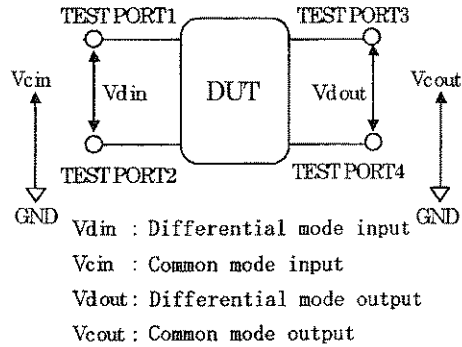 TEST PORT1
TEST PORT3
Vcin
Vdin
DUT
Vdout
Vcout
TEST PORT2
TEST PORT4
GND
GND
Vdin : Differential mode input
Vcin : Common mode input
Vdout: Differential mode output
Vcout : Common mode output